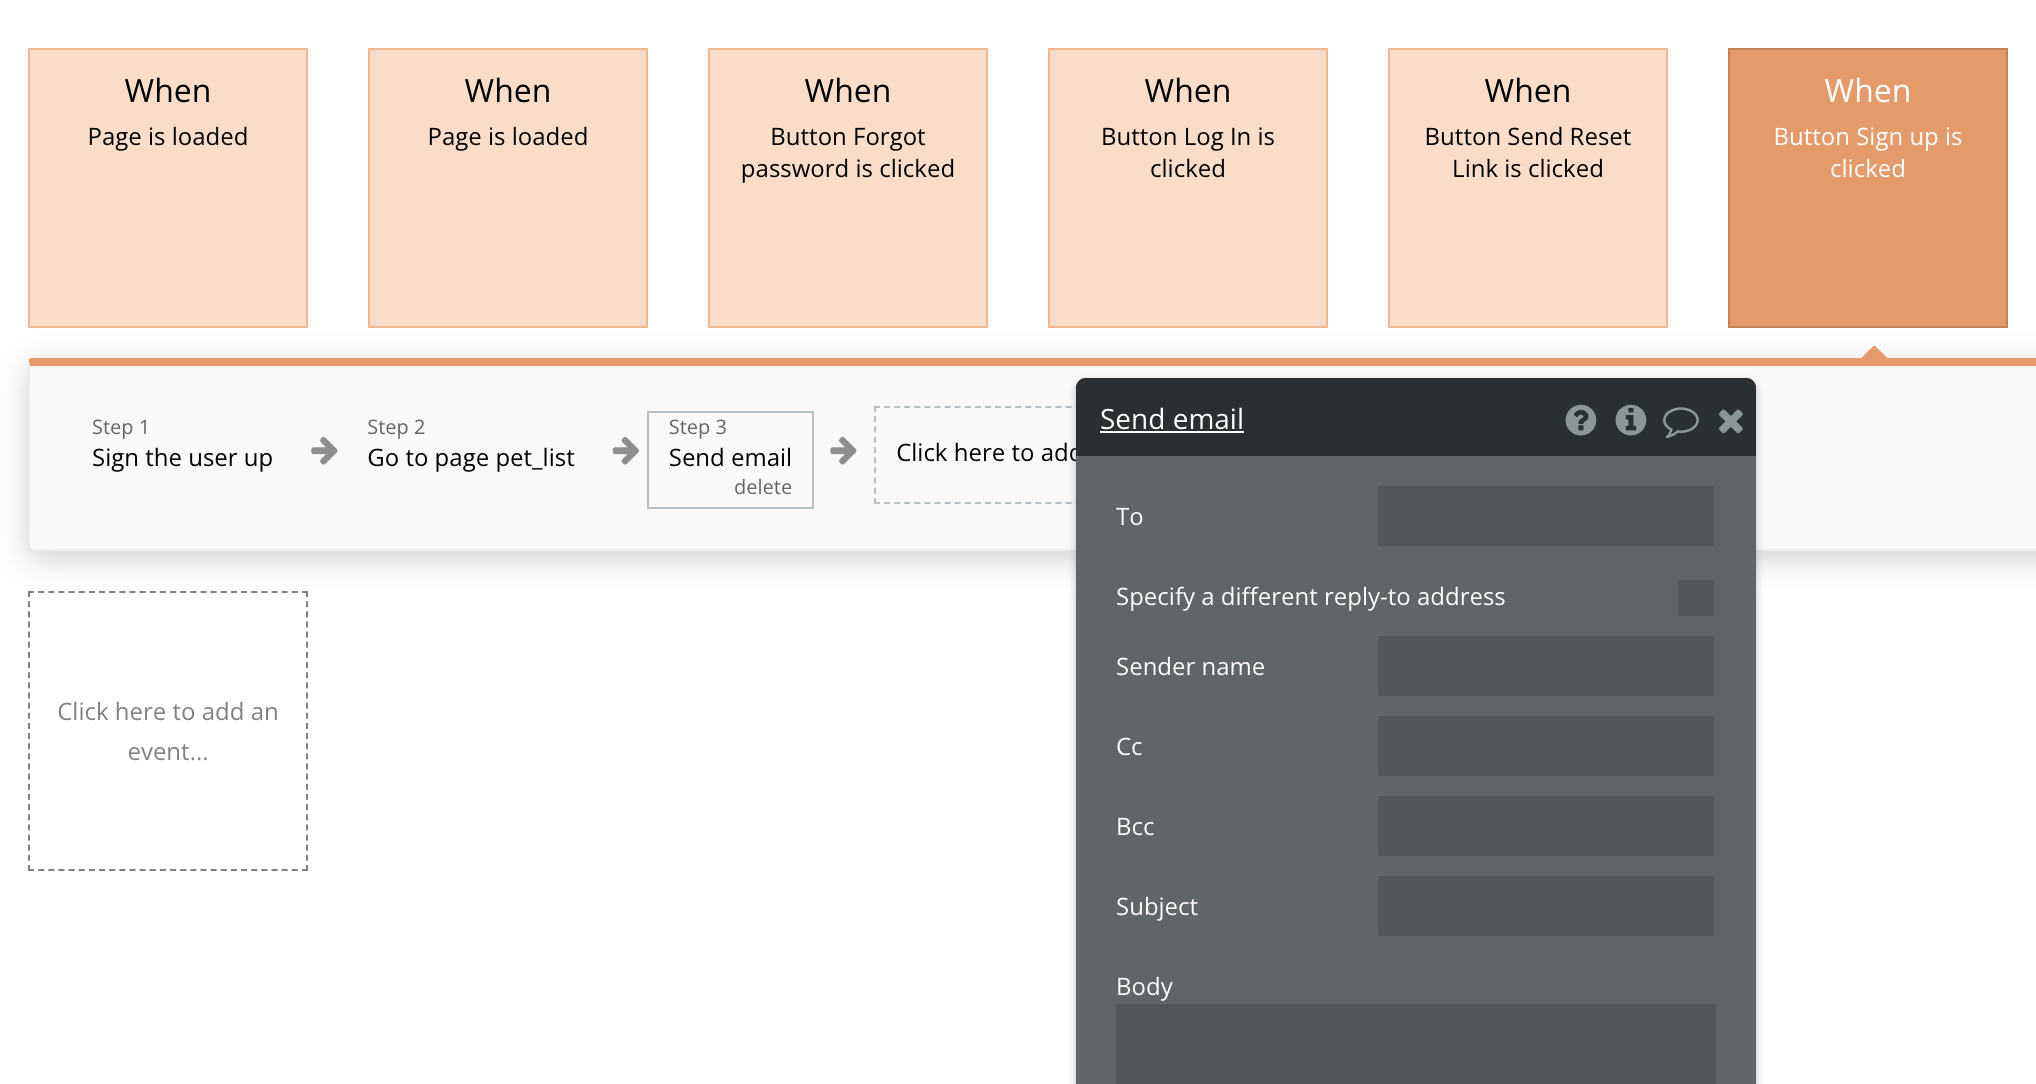 When
Page is loaded
When
Page is loaded
When
Button Forgot
password is clicked
When
Button Log In is
clicked
When
Button Send Reset
Link is clicked
When
Button Sign up is
clicked
Step 1
Sign the user up
Step 2
Go to page pet_list
Step 3
Send email
delete
Click here to add
Send email
To
Specify a different reply-to address
Sender name
Cc
Bcc
Subject
Body
Click here to add an
event...